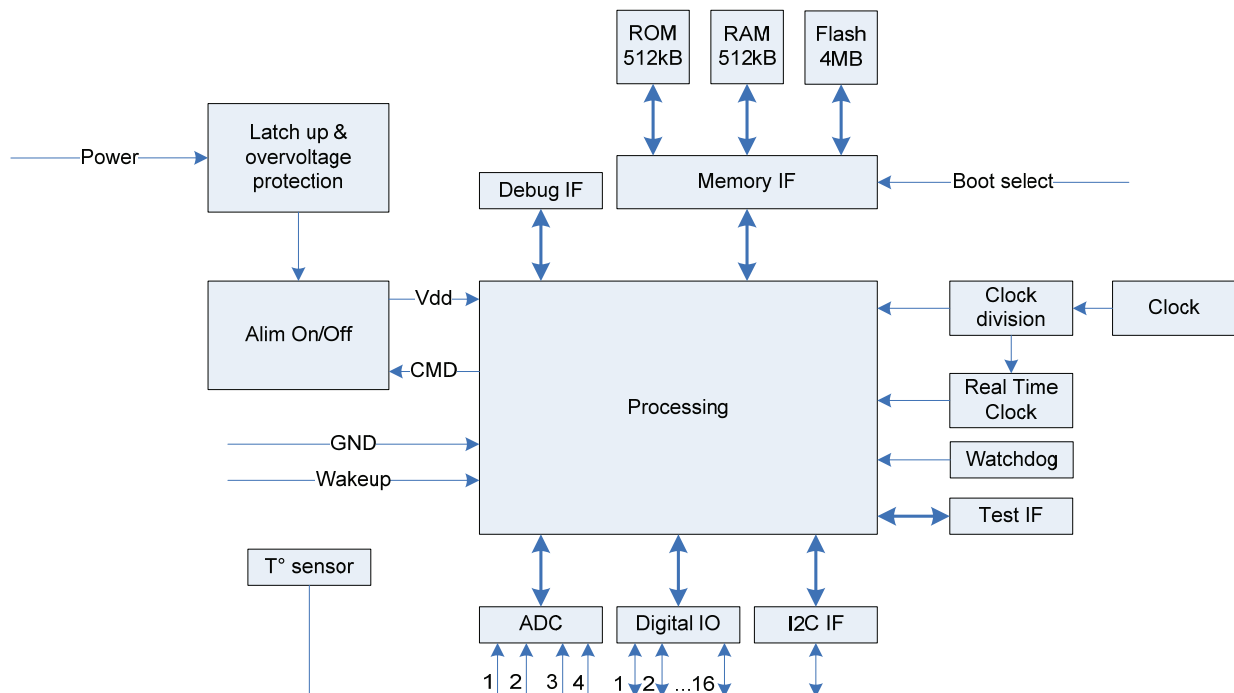 ROM
512kB
RAM
512kB
Flash
4MB
Latch up &
overvoltage
protection
Power
Debug IF
Memory IF
Boot select
Alim On/Off
Vdd
CMD
Clock
division
Clock
Processing
Real Time
Clock
GND
Wakeup
Watchdog
Test IF
T° sensor
ADC
Digital IO
I2C IF
1 2 3 4
1 2 ...16